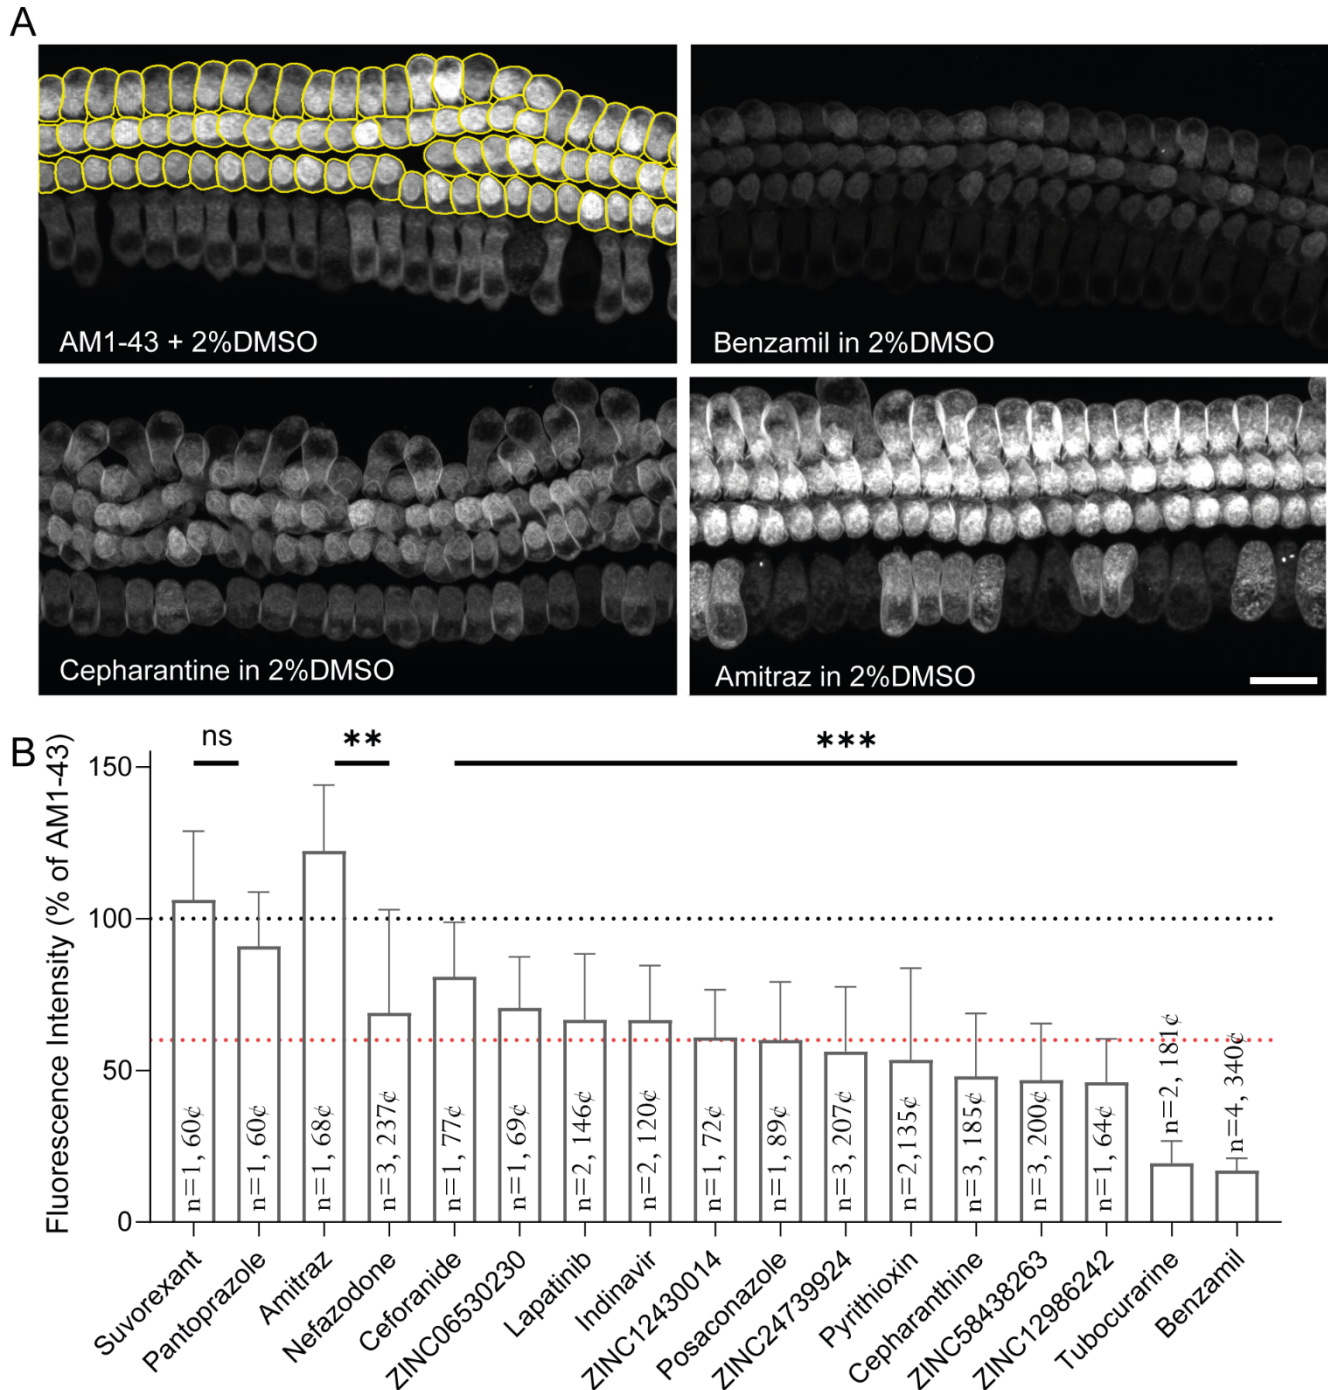 A
AM1-43 + 2%DMSO
Benzamil in 2%DMSO
Cepharantine in 2%DMSO
Amitraz in 2%DMSO
B
ns
**
***
Fluorescence Intensity (% of AM1-43)
150
100
50
0
n=1, 60¢
n=1, 60¢
n=1, 68¢
n=3, 237¢
n=1, 77¢
n=1, 69¢
n=2, 146¢
n=2, 120¢
n=1, 72¢
n=1, 89¢
n=3, 207¢
n=2,135¢
n=3, 185¢
n=3, 200¢
n=1, 64¢
n=2, 181¢
n=4, 340¢
Suvorexant
Pantoprazole
Amitraz
Nefazodone
Ceforanide
ZINC06530230
Lapatinib
Indinavir
ZINC12430014
Posaconazole
ZINC24739924
Pyrithioxin
Cepharanthine
ZINC58438263
ZINC12986242
Tubocurarine
Benzamil